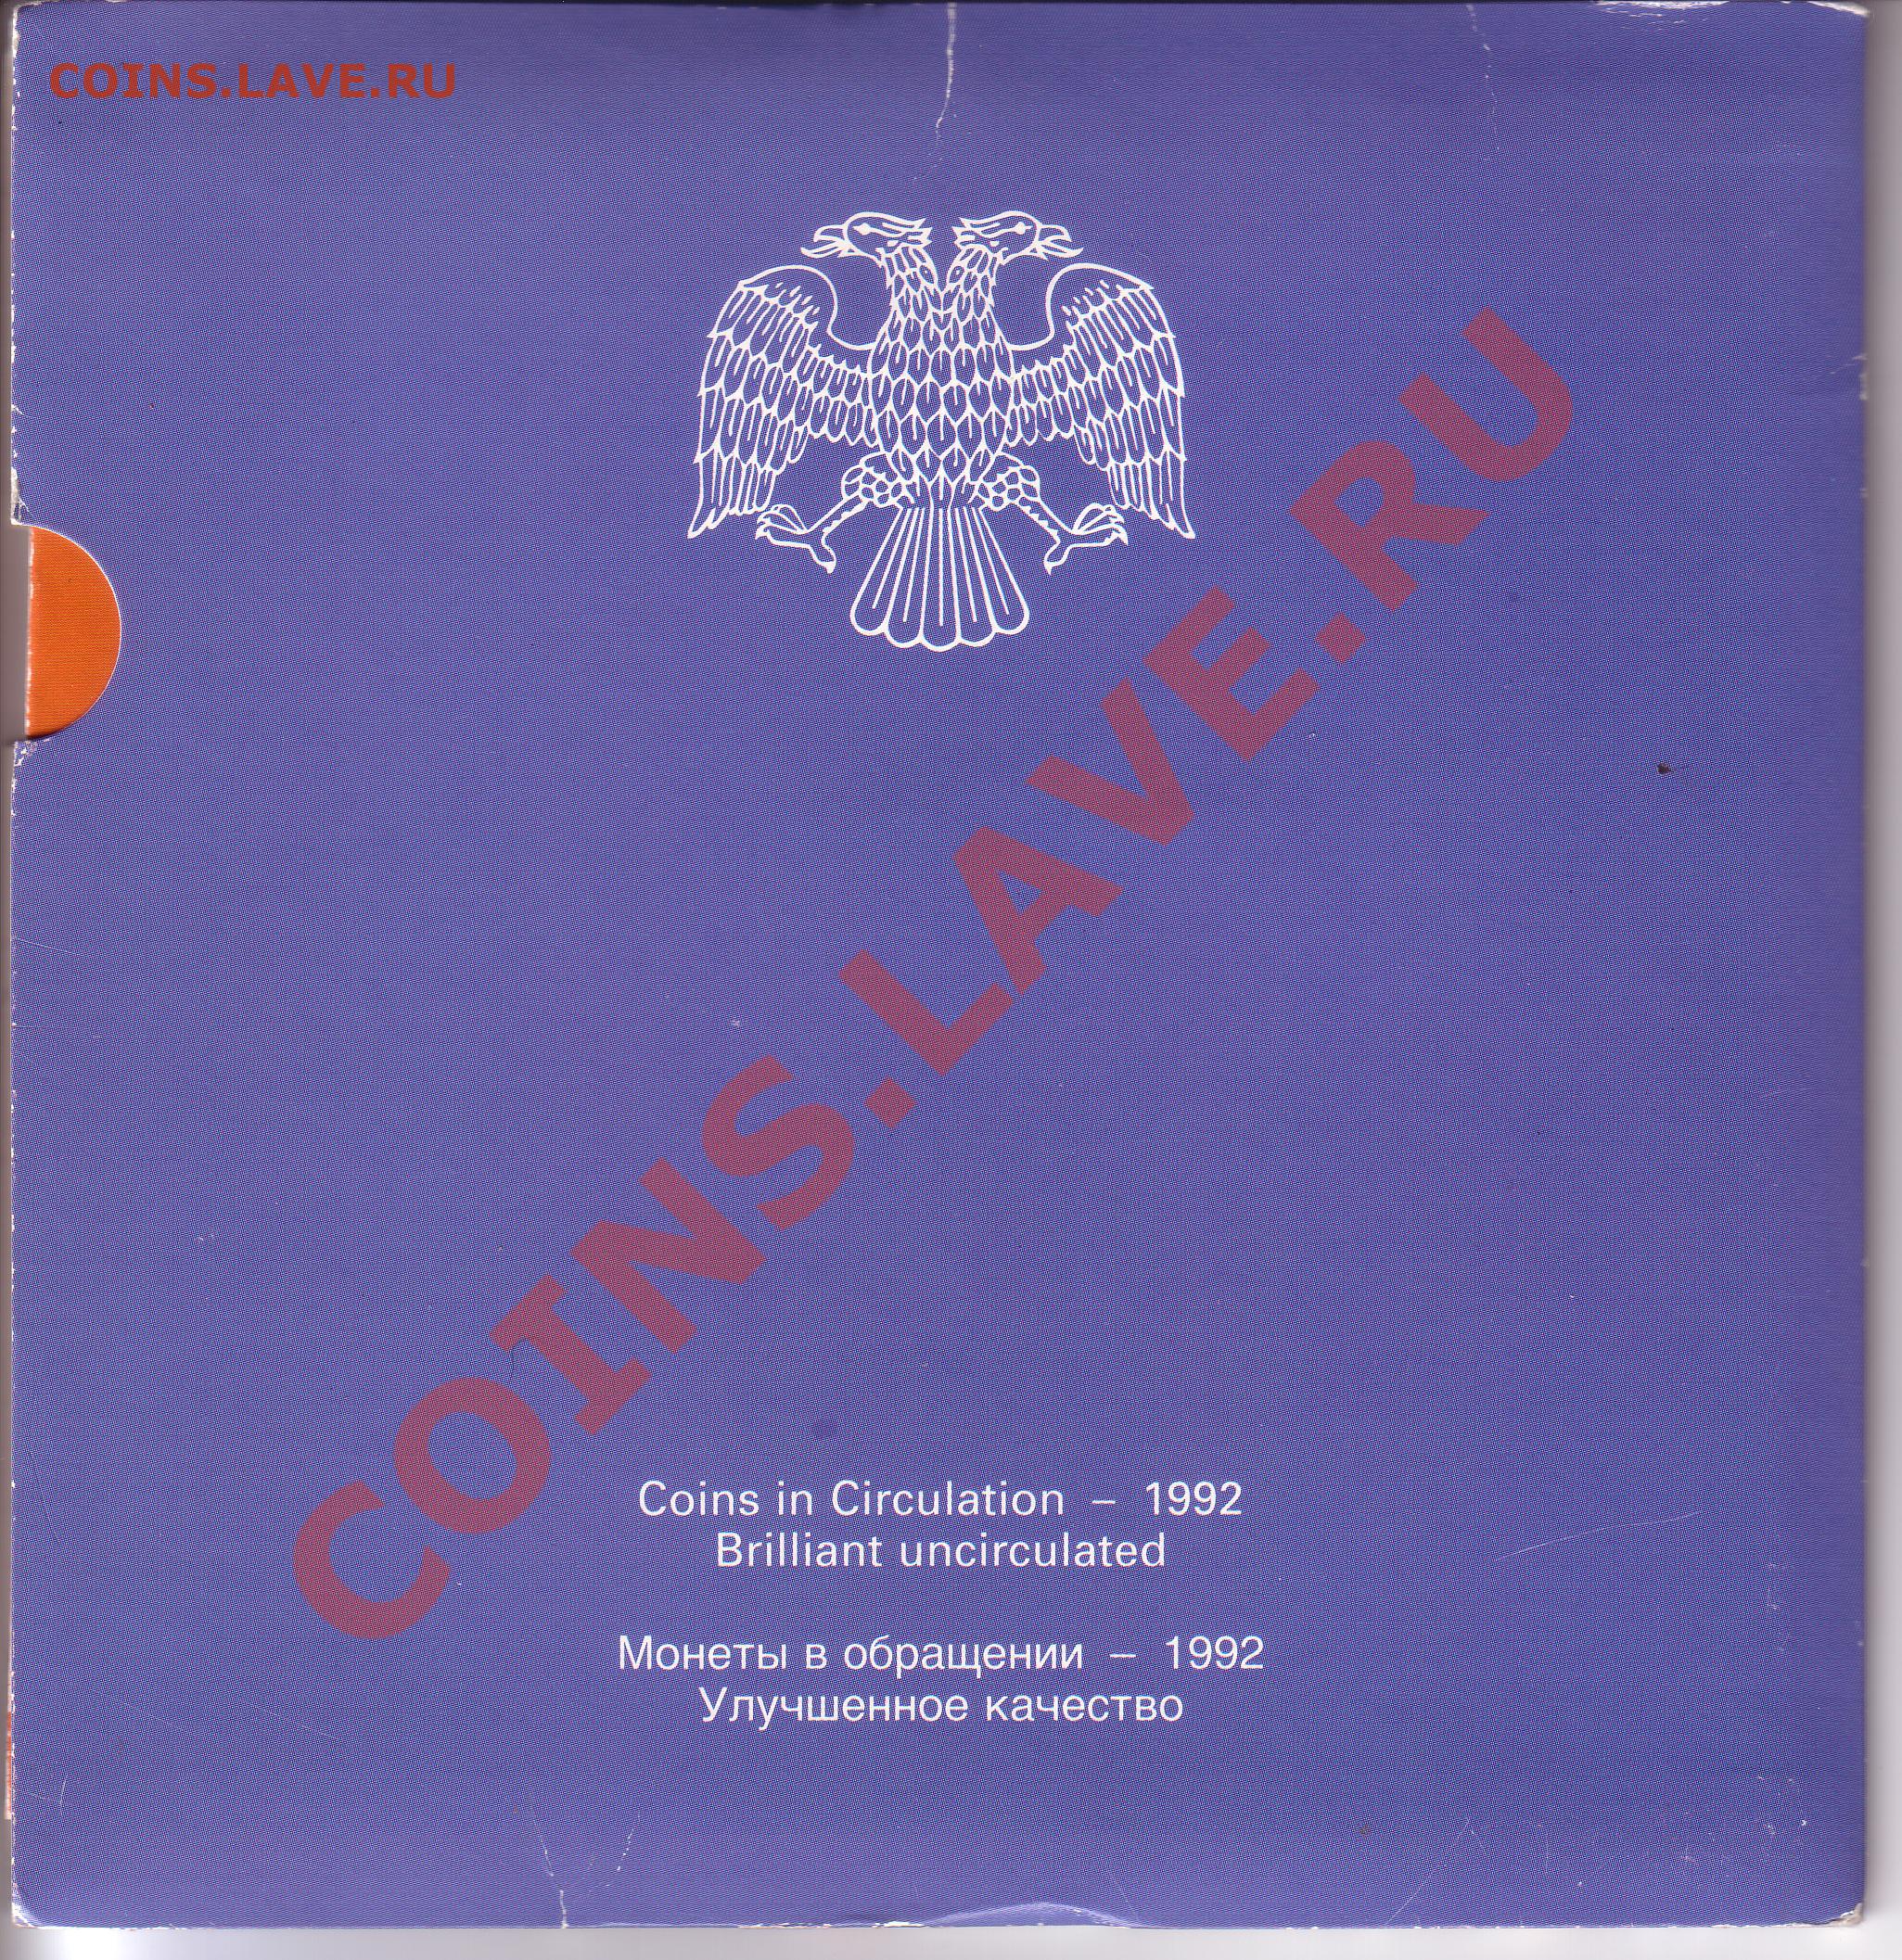 COINS.LAVE.RU
COINS.LAVE.RU
Coins in Circulation – 1992
Brilliant uncirculated
Монеты в обращении – 1992
Улучшенное качество